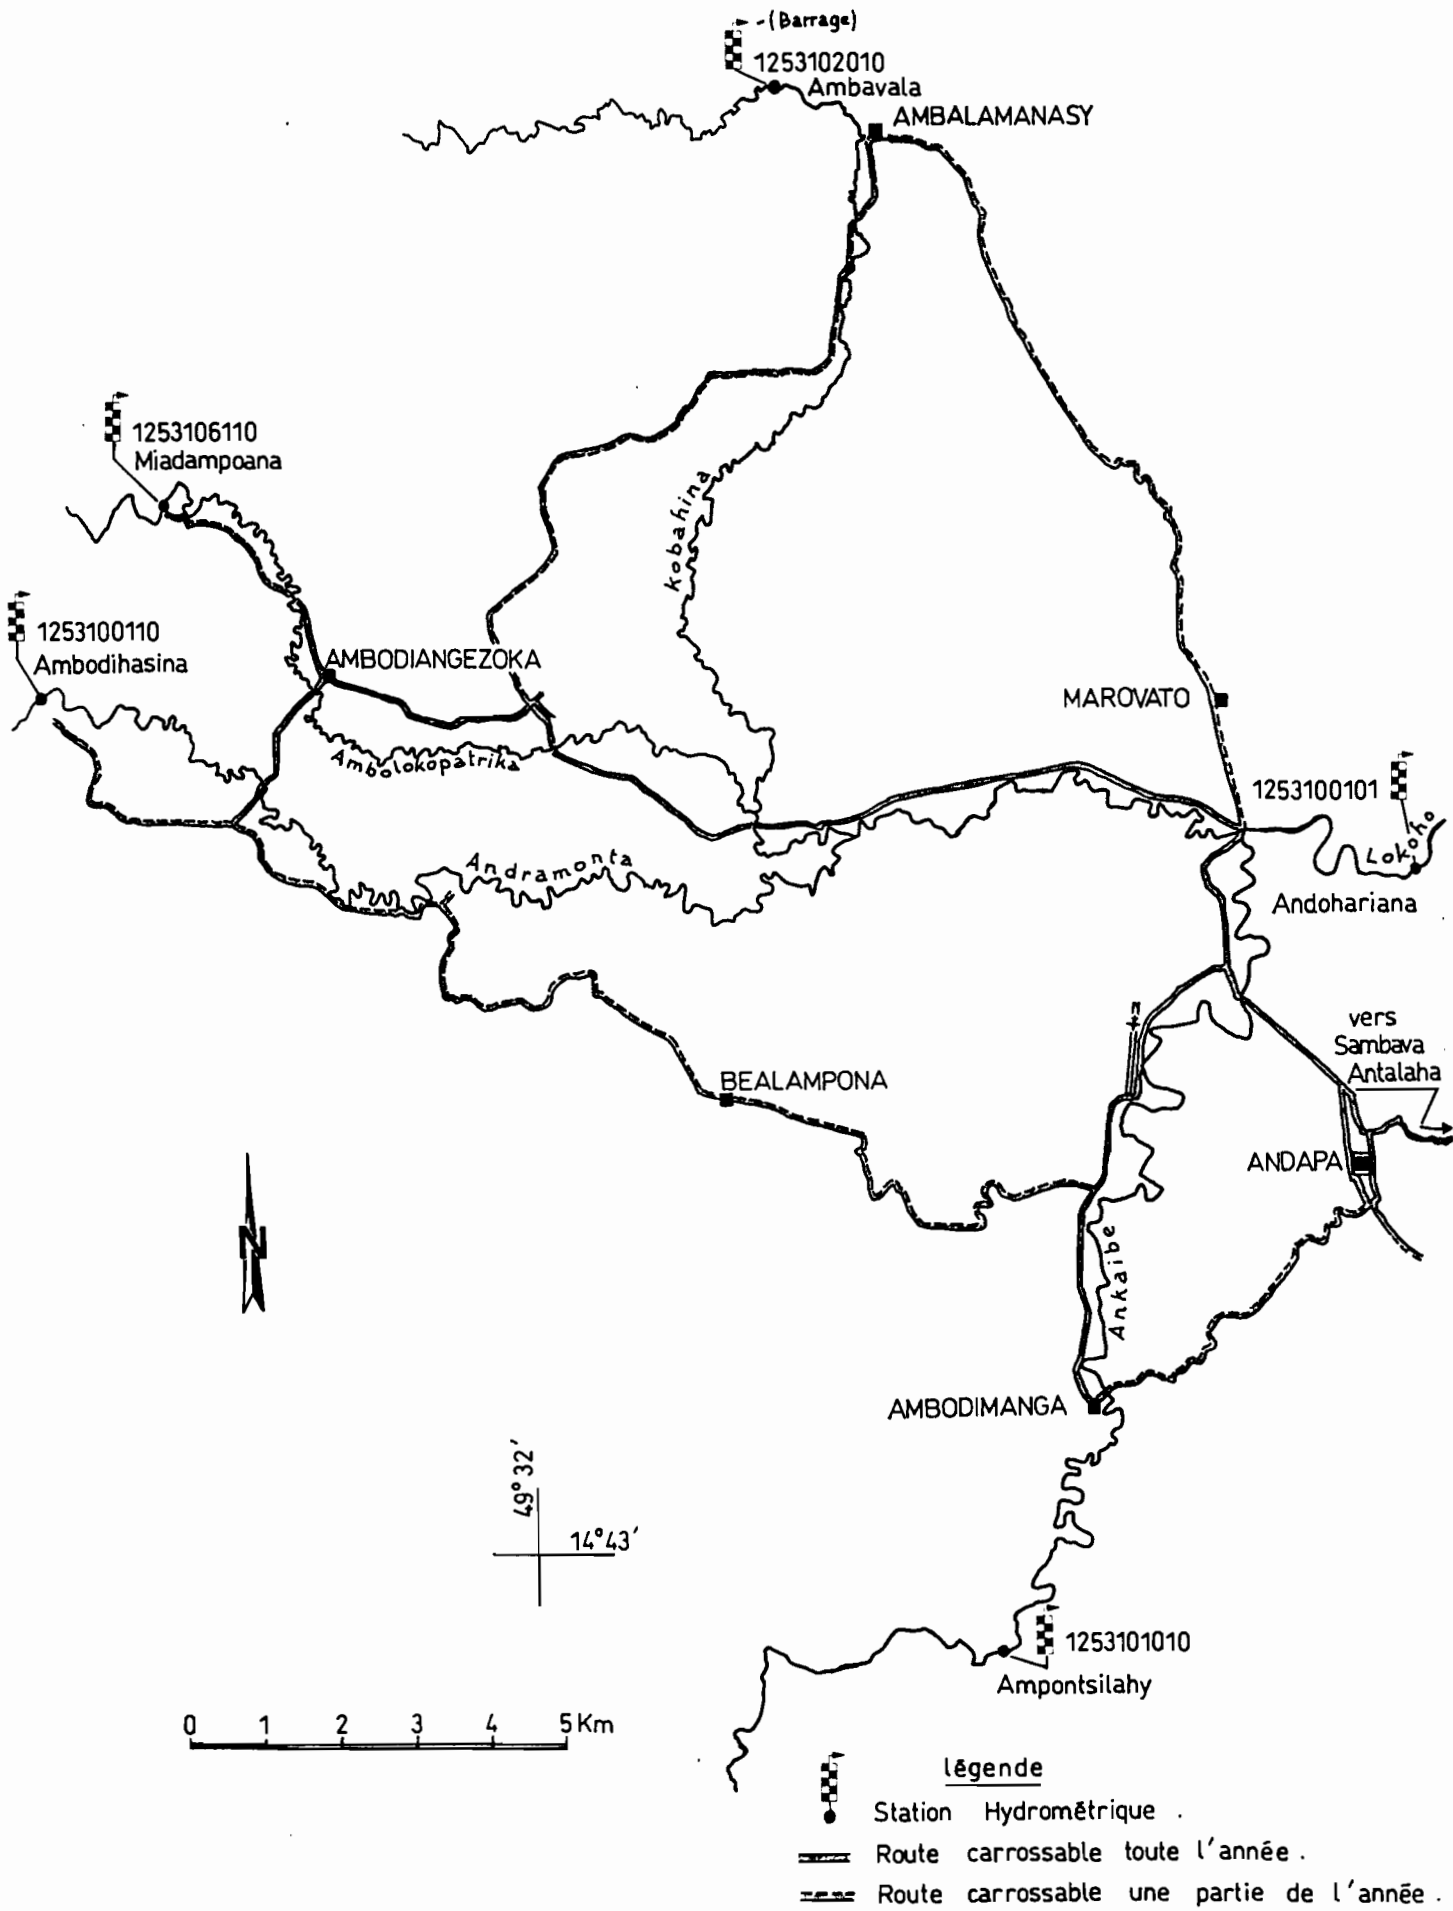 -(Barrage)
1253102010
Ambavala
AMBALAMANASY
1253106110
Miadampoana
kobahina
1253100110
Ambodihasina
AMBODIANGEZOKA
MAROVATO
Ambolokopatrika
1253100101
Lokoho
Andramonta
Andohariana
vers
Sambava
Antalaha
BEALAMPONA
ANDAPA
N
Ankaibe
AMBODIMANGA
49°32'
14°43'
1253101010
Ampontsilahy
0 1 2 3 4 5 Km
légende
Station Hydrométrique .
Route carrossable toute l'année .
Route carrossable une partie de l'année .